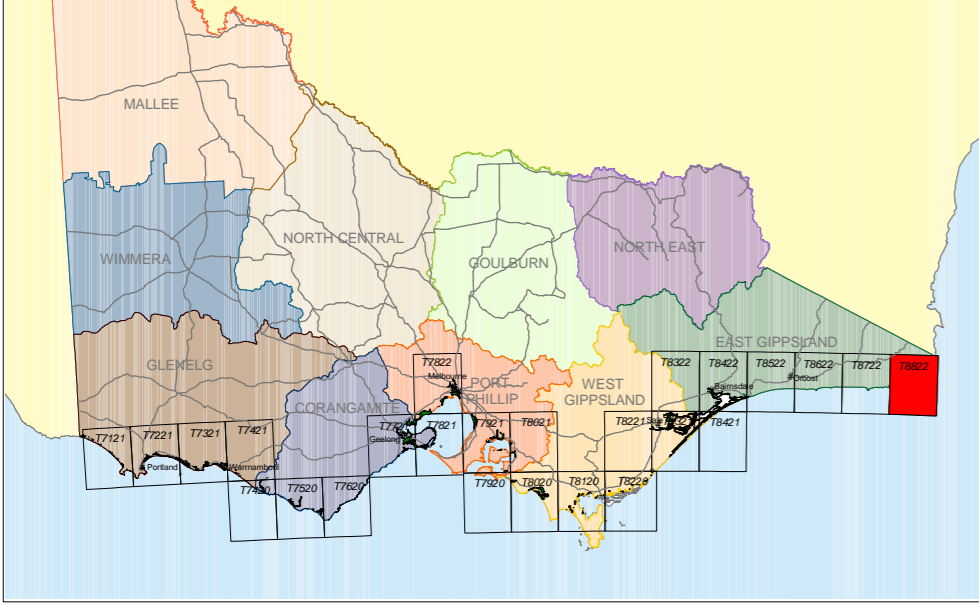 MALLEE
NORTH CENTRAL
WIMMERA
GOULBURN
NORTH EAST
EAST GIPPSLAND
GLENELG
T7822
Melbourne
PORT
PHILLIP
WEST
GIPPSLAND
T8322
T8422
T8522
T8622
T8722
T8822
Orbost
Bairnsdale
CORANGAMITE
T7121
T7221
T7321
T7421
Geelong
T7821
T7921
T8021
T8221
Sale
T8421
Portland
Warrnambool
T7420
T7520
T7620
T7920
T8020
T8120
T8220